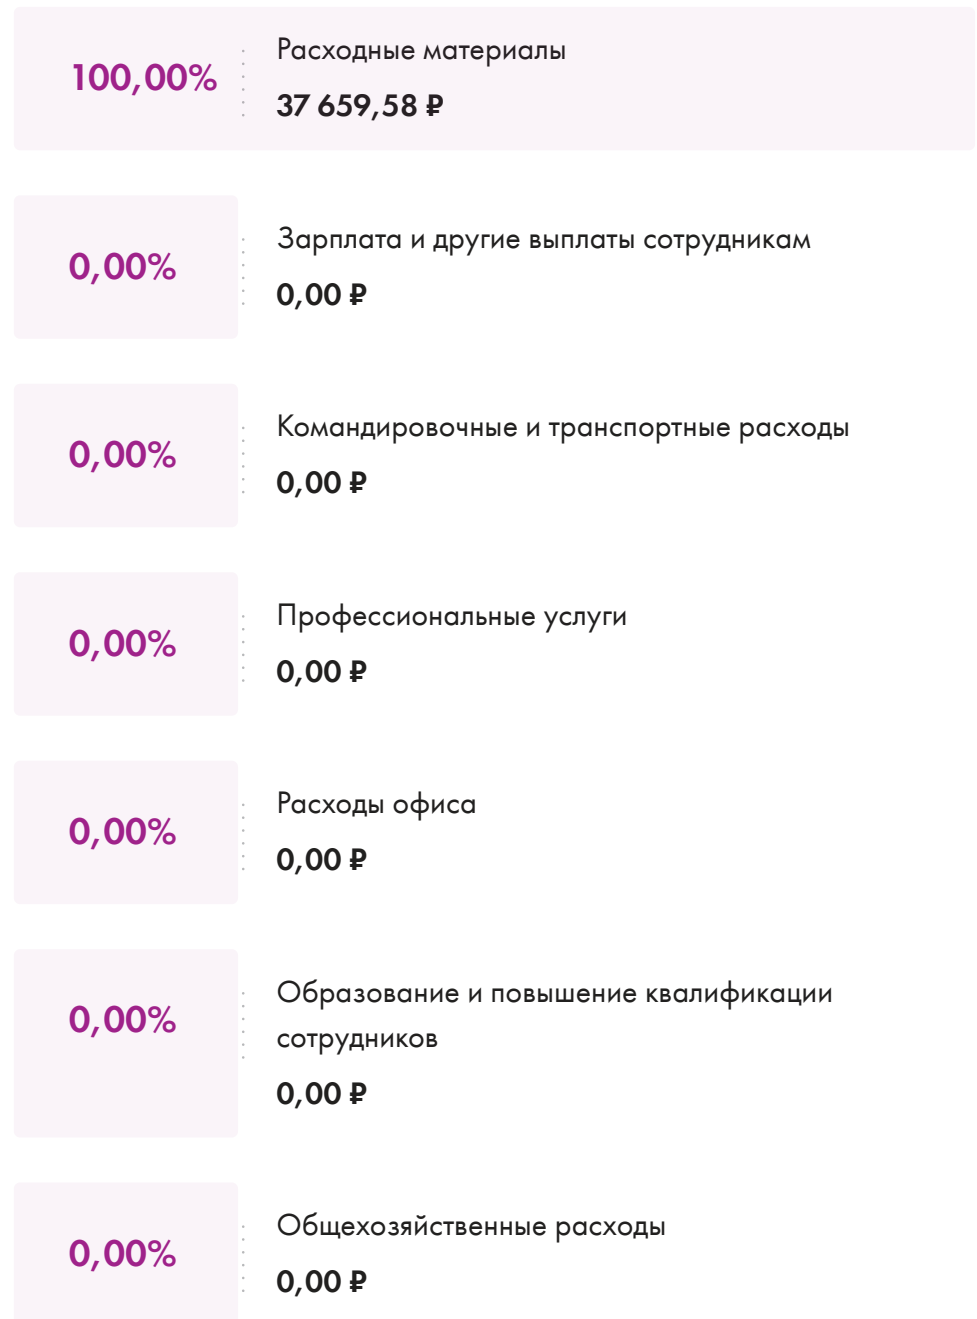 100,00%
Расходные материалы
37 659,58 ₽
0,00%
Зарплата и другие выплаты сотрудникам
0,00 ₽
0,00%
Командировочные и транспортные расходы
0,00 ₽
0,00%
Профессиональные услуги
0,00 ₽
0,00%
Расходы офиса
0,00 ₽
0,00%
Образование и повышение квалификации
сотрудников
0,00 ₽
0,00%
Общехозяйственные расходы
0,00 ₽